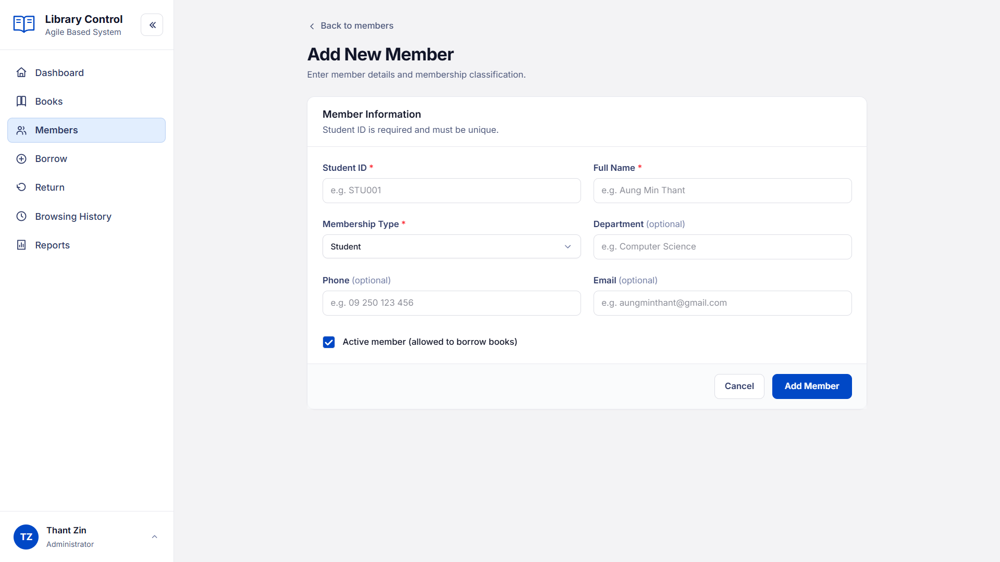 Library Control
Agile Based System
Dashboard
Books
Members
Borrow
Return
Browsing History
Reports
TZ
Thant Zin
Administrator
Back to members
Add New Member
Enter member details and membership classification.
Member Information
Student ID is required and must be unique.
Student ID *
e.g. STU001
Full Name *
e.g. Aung Min Thant
Membership Type *
Student
Department (optional)
e.g. Computer Science
Phone (optional)
e.g. 09 250 123 456
Email (optional)
e.g. aungminthant@gmail.com
Active member (allowed to borrow books)
Cancel
Add Member